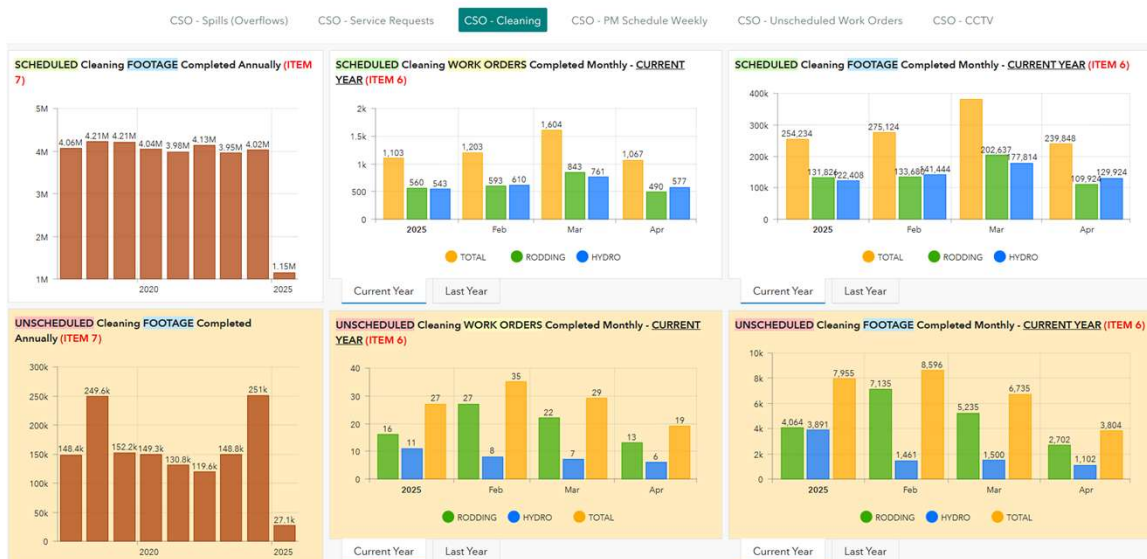 CSO - Spills (Overflows) CSO - Service Requests CSO - Cleaning CSO - PM Schedule Weekly CSO - Unscheduled Work Orders CSO - CCTV
SCHEDULED Cleaning FOOTAGE Completed Annually (ITEM
7)
5M
4M
3M
2M
1M
4.06M 4.21M 4.21M 4.04M 3.98M 4.13M 3.95M 4.02M 1.15M
2020 2025
SCHEDULED Cleaning WORK ORDERS Completed Monthly - CURRENT
YEAR (ITEM 6)
2k
1.5k
1k
500
0
1,103 560 543
1,203 593 610
1,604 843 761
1,067 490 577
2025 Feb Mar Apr
TOTAL RODDING HYDRO
Current Year Last Year
SCHEDULED Cleaning FOOTAGE Completed Monthly - CURRENT YEAR (ITEM 6)
400k
300k
200k
100k
0
254,234 131,826 122,408
275,124 133,680 141,444
202,637 177,814
239,848 109,924 129,924
2025 Feb Mar Apr
TOTAL RODDING HYDRO
Current Year Last Year
UNSCHEDULED Cleaning FOOTAGE Completed
Annually (ITEM 7)
300k
250k
200k
150k
100k
50k
0
148.4k 249.6k 152.2k 149.3k 130.8k 119.6k 148.8k 251k 27.1k
2020 2025
UNSCHEDULED Cleaning WORK ORDERS Completed Monthly - CURRENT
YEAR (ITEM 6)
40
30
20
10
0
16 11 27
27 8 35
22 7 29
13 6 19
2025 Feb Mar Apr
RODDING HYDRO TOTAL
Current Year Last Year
UNSCHEDULED Cleaning FOOTAGE Completed Monthly - CURRENT YEAR (ITEM 6)
10k
8k
6k
4k
2k
0
4,064 3,891 7,955
7,135 1,461 8,596
5,235 1,500 6,735
2,702 1,102 3,804
2025 Feb Mar Apr
RODDING HYDRO TOTAL
Current Year Last Year